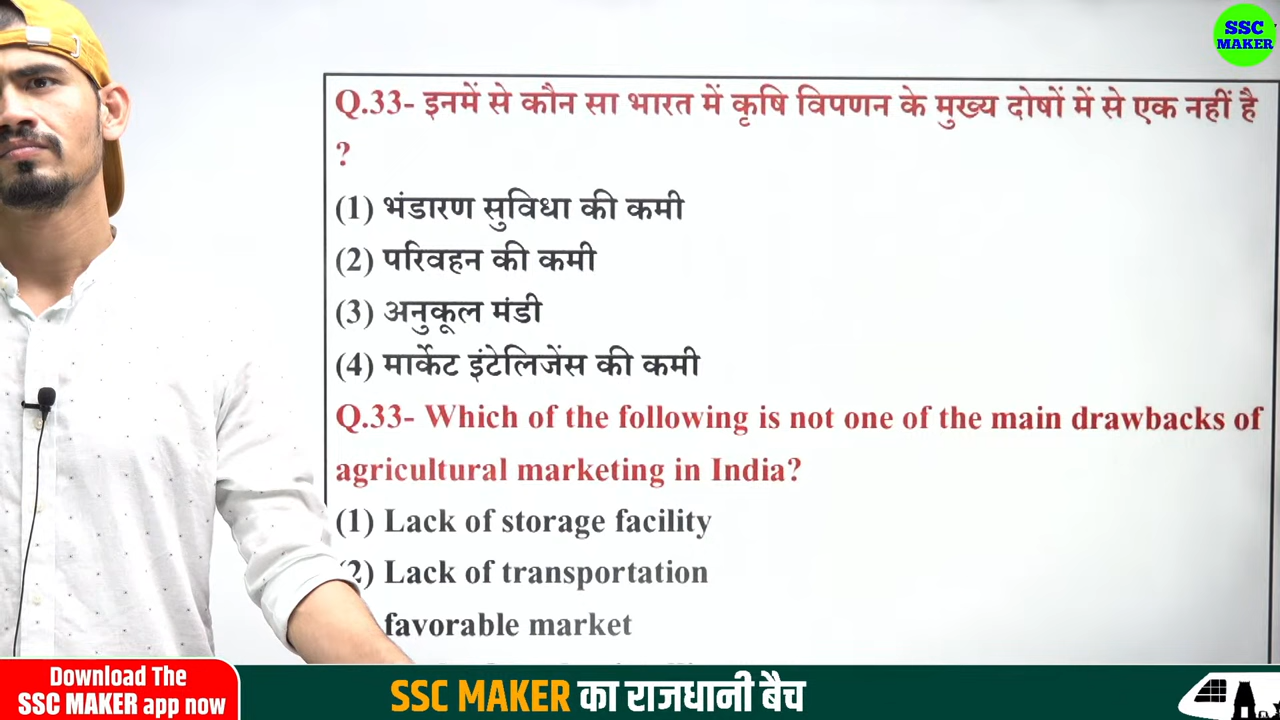 SSC
MAKER
Q.33- इनमें से कौन सा भारत में कृषि विपणन के मुख्य दोषों में से एक नहीं है
?
(1) भंडारण सुविधा की कमी
(2) परिवहन की कमी
(3) अनुकूल मंडी
(4) मार्केट इंटेलिजेंस की कमी
Q.33- Which of the following is not one of the main drawbacks of
agricultural marketing in India?
(1) Lack of storage facility
2) Lack of transportation
favorable market
Download The
SSC MAKER app now
SSC MAKER का राजधानी बैच